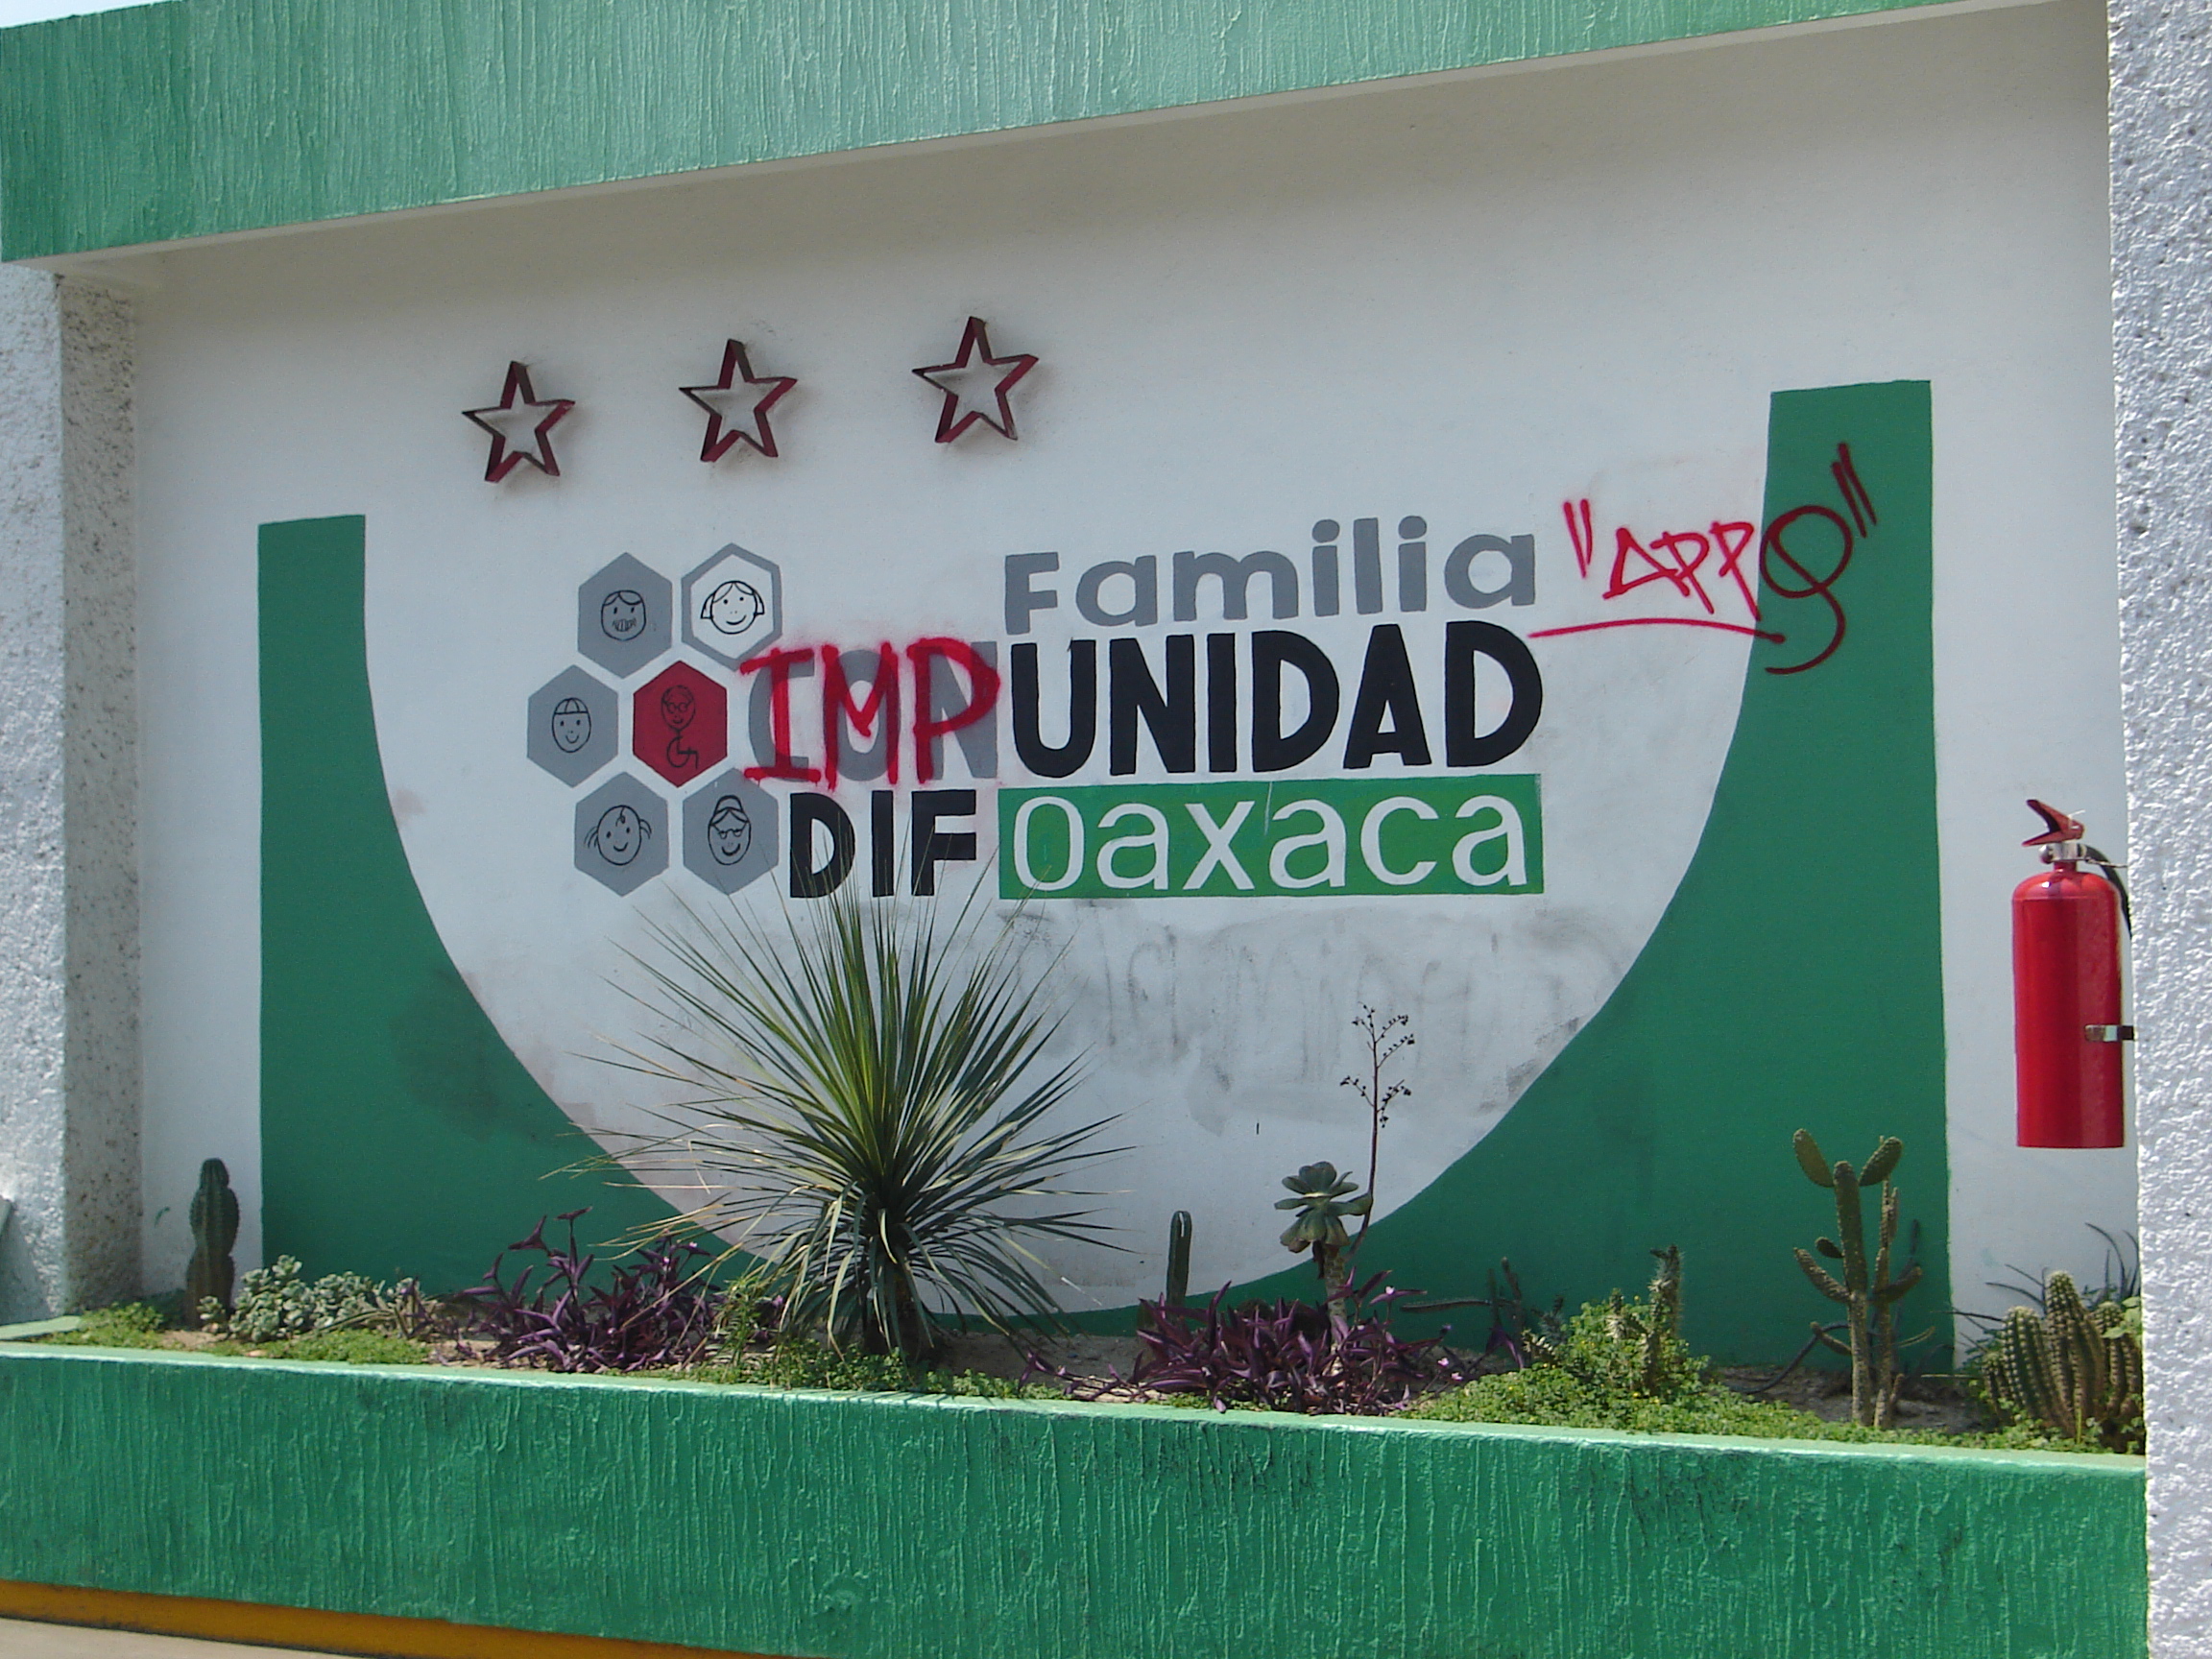 Familia "APPO"
IMPUNIDAD
DIF Oaxaca